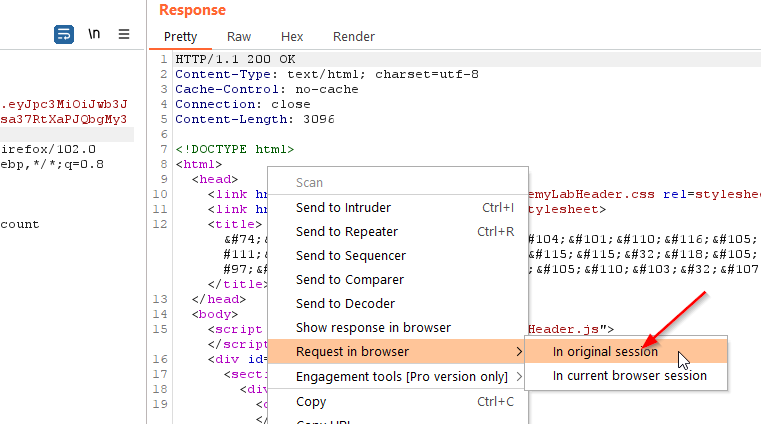 Response
\n
Pretty Raw Hex Render
.eyJpc3MiOiJwb3J
sa37RtXaPJQbgMy3
irefox/102.0
ebp,*/*;q=0.8
count
1 HTTP/1.1 200 OK
2 Content-Type: text/html; charset=utf-8
3 Cache-Control: no-cache
4 Connection: close
5 Content-Length: 3096
6
7 <!DOCTYPE html>
8 <html>
9 <head>
10 <link emyLabHeader.css rel=styleshe
11 <link tylesheet>
12 <title>
&#74; #104;&#101;&#110;&#116;&#105;
#111; #115;&#115;&#32;&#118;&#105;
#97; ;&#105;&#110;&#103;&#32;&#107
</title>
13 </head>
14 <body>
15 <script Header.js">
</script
16 <div id=
17 <section
18 <div
19
Scan
Send to Intruder Ctrl+I
Send to Repeater Ctrl+R
Send to Sequencer
Send to Comparer
Send to Decoder
Show response in browser
Request in browser >
Engagement tools [Pro version only] >
Copy Ctrl+C
Copy URL
In original session
In current browser session